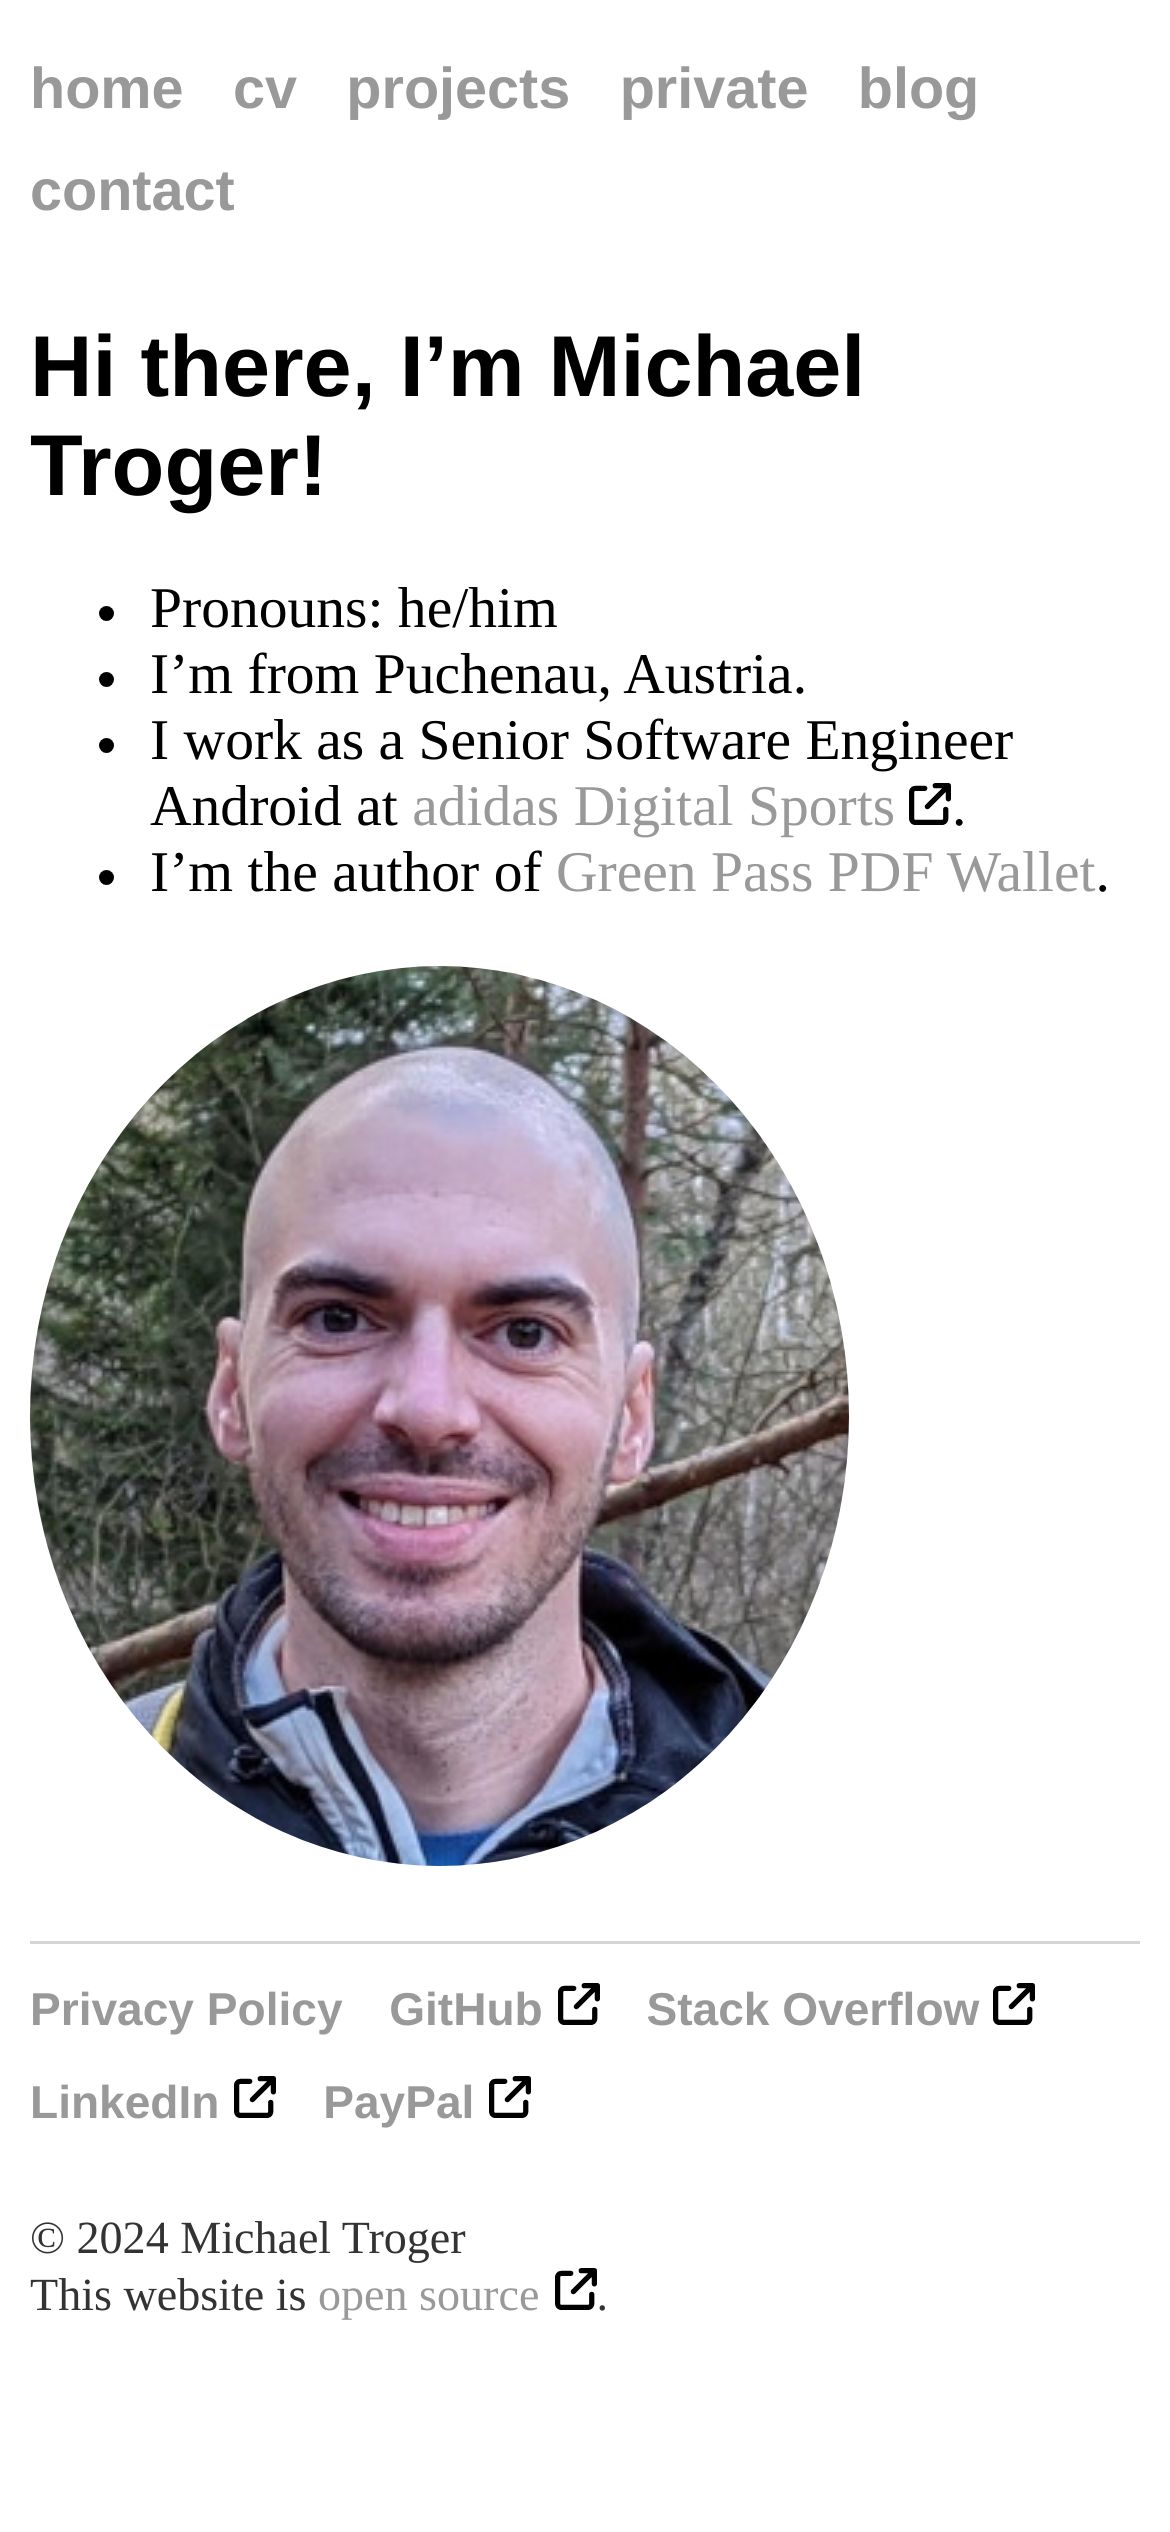 home cv projects private blog
contact
Hi there, I’m Michael
Troger!
• Pronouns: he/him
• I’m from Puchenau, Austria.
• I work as a Senior Software Engineer
Android at adidas Digital Sports.
• I’m the author of Green Pass PDF Wallet.
Privacy Policy GitHub Stack Overflow
LinkedIn PayPal
© 2024 Michael Troger
This website is open source.